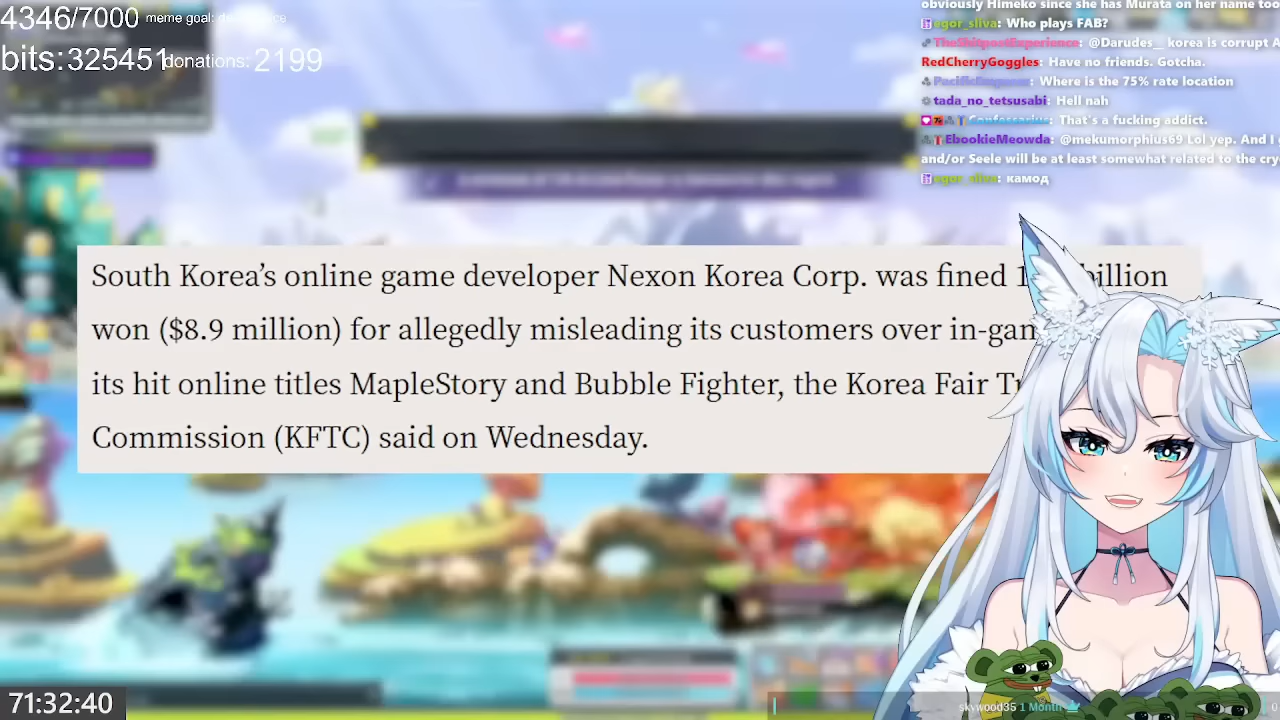 4346/7000 meme goal: dr
bits:325451
donations: 2199
obviously Himeko since she has Murata on her name too
egor_sliva: Who plays FAB?
TheShitpostExperience: @Darudes__ korea is corrupt A
RedCherryGoggles: Have no friends. Gotcha.
Where is the 75% rate location
tada_no_tetsusabi: Hell nah
Confessarius: That's a fucking addict.
EbookieMeowda: @mekumorphius69 Lol yep. And I
and/or Seele will be at least somewhat related to the cry
egor_sliva: камод
South Korea’s online game developer Nexon Korea Corp. was fined billion
won ($8.9 million) for allegedly misleading its customers over in-gam
its hit online titles MapleStory and Bubble Fighter, the Korea Fair Tr
Commission (KFTC) said on Wednesday.
71:32:40
skywood35 1 Month